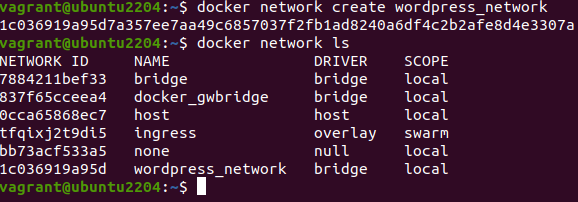 vagrant@ubuntu2204:~$ docker network create wordpress_network
1c036919a95d7a357ee7aa49c6857037f2fb1ad8240a6df4c2b2afe8d4e3307a
vagrant@ubuntu2204:~$ docker network ls
NETWORK ID     NAME                DRIVER    SCOPE
7884211bef33   bridge              bridge    local
837f65cceea4   docker_gwbridge     bridge    local
0cca65868ec7   host                host      local
tfqixj2t9di5   ingress             overlay   swarm
bb73acf533a5   none                null      local
1c036919a95d   wordpress_network   bridge    local
vagrant@ubuntu2204:~$